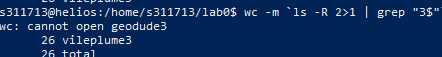 s311713@helios:/home/s311713/lab0$ wc -m `ls -R 2>1 | grep "3$"`
wc: cannot open geodude3
26 vileplume3
26 total